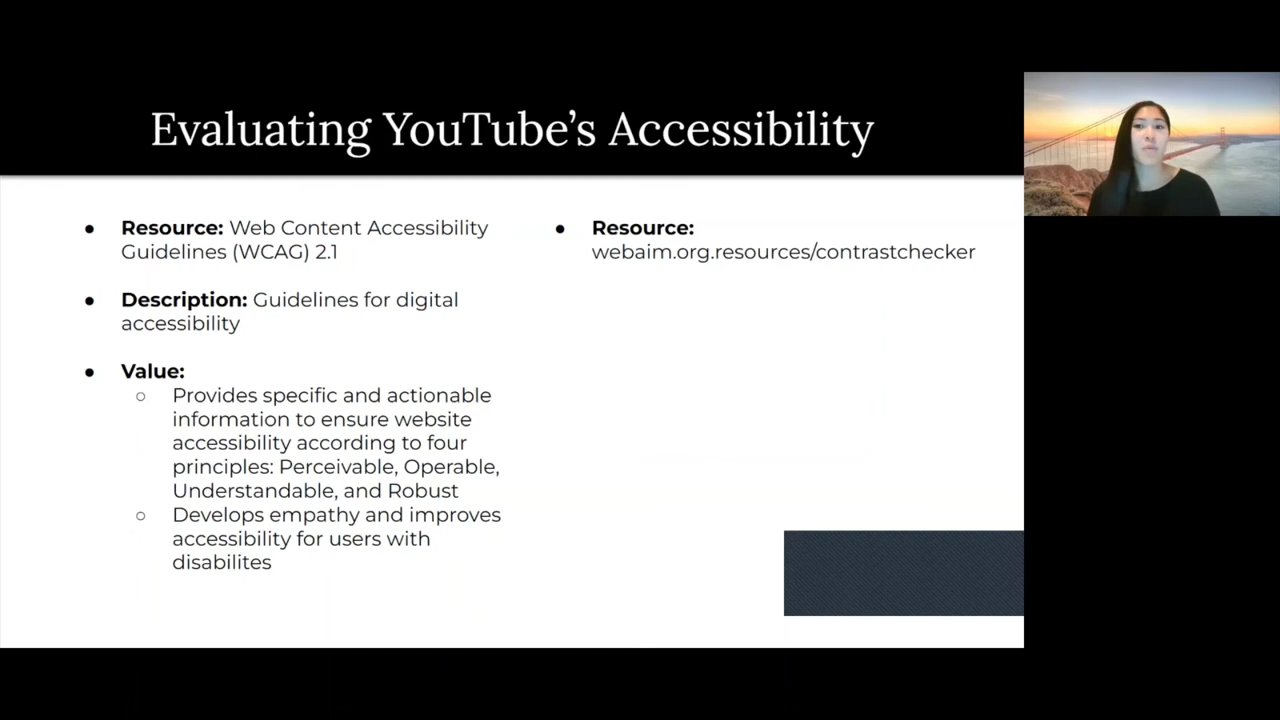 Evaluating YouTube’s Accessibility
● Resource: Web Content Accessibility
Guidelines (WCAG) 2.1
● Description: Guidelines for digital
accessibility
● Value:
○ Provides specific and actionable
information to ensure website
accessibility according to four
principles: Perceivable, Operable,
Understandable, and Robust
○ Develops empathy and improves
accessibility for users with
disabilites
● Resource:
webaim.org.resources/contrastchecker